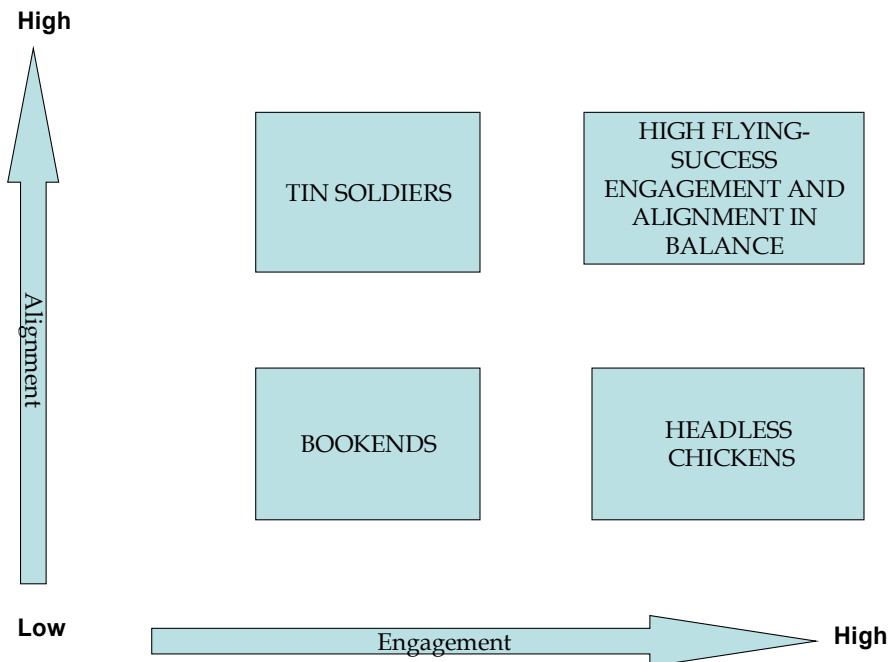 High
TIN SOLDIERS
HIGH FLYING-
SUCCESS
ENGAGEMENT AND
ALIGNMENT IN
BALANCE
Alignment
BOOKENDS
HEADLESS
CHICKENS
Low
Engagement
High